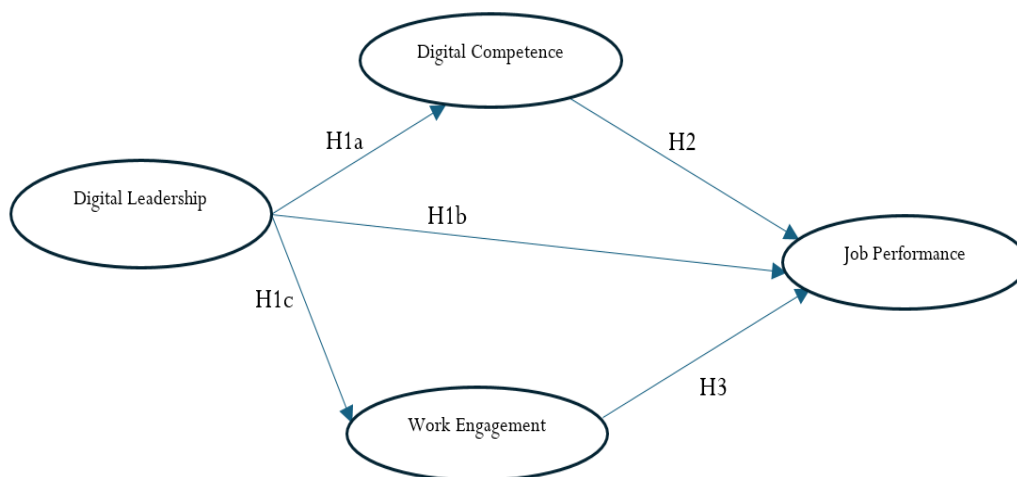 Digital Competence
H1a
H2
Digital Leadership
H1b
Job Performance
H1c
H3
Work Engagement